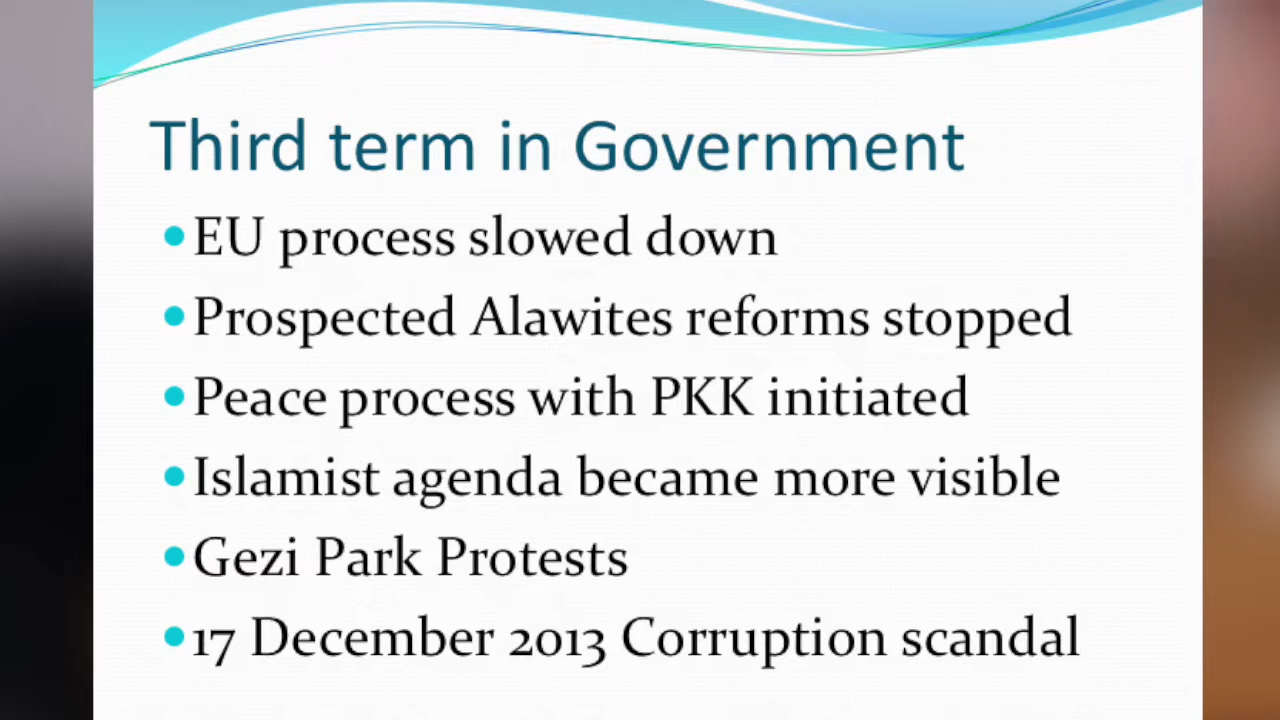 Third term in Government
•EU process slowed down
•Prospected Alawites reforms stopped
•Peace process with PKK initiated
•Islamist agenda became more visible
•Gezi Park Protests
•17 December 2013 Corruption scandal